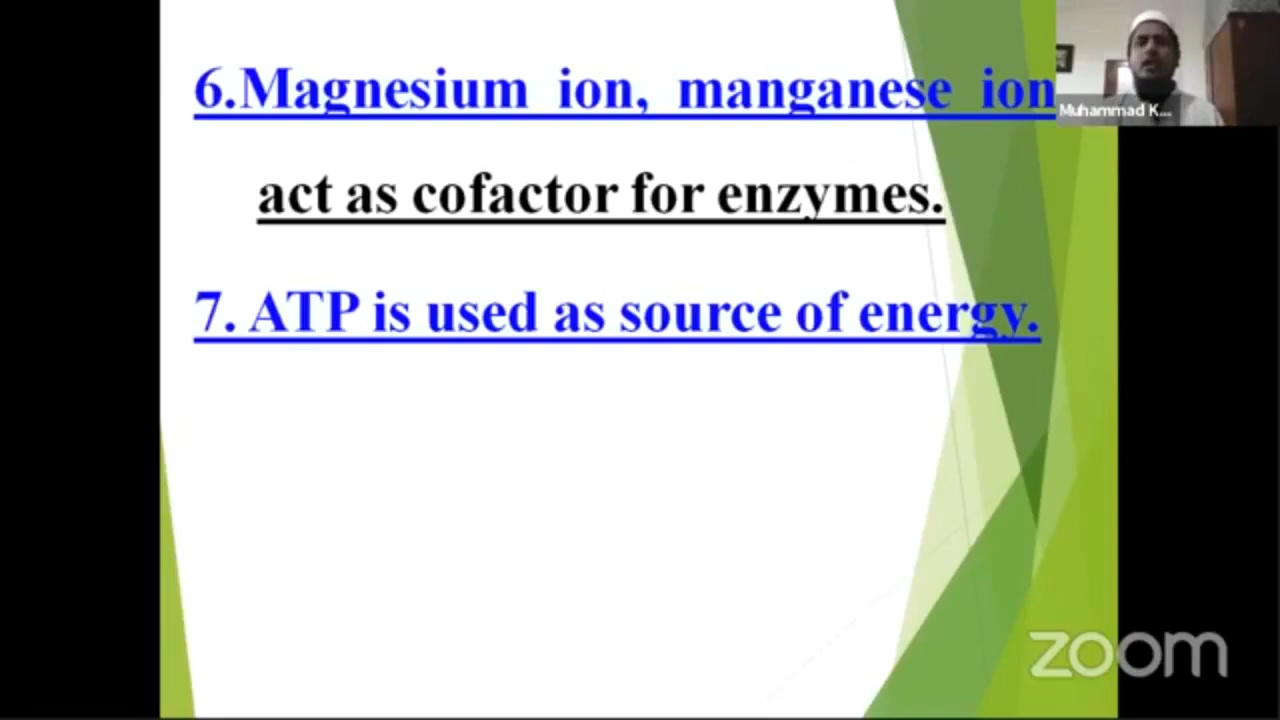 6.Magnesium ion, manganese ion
act as cofactor for enzymes.
7. ATP is used as source of energy.
Muhammad K...
zoom